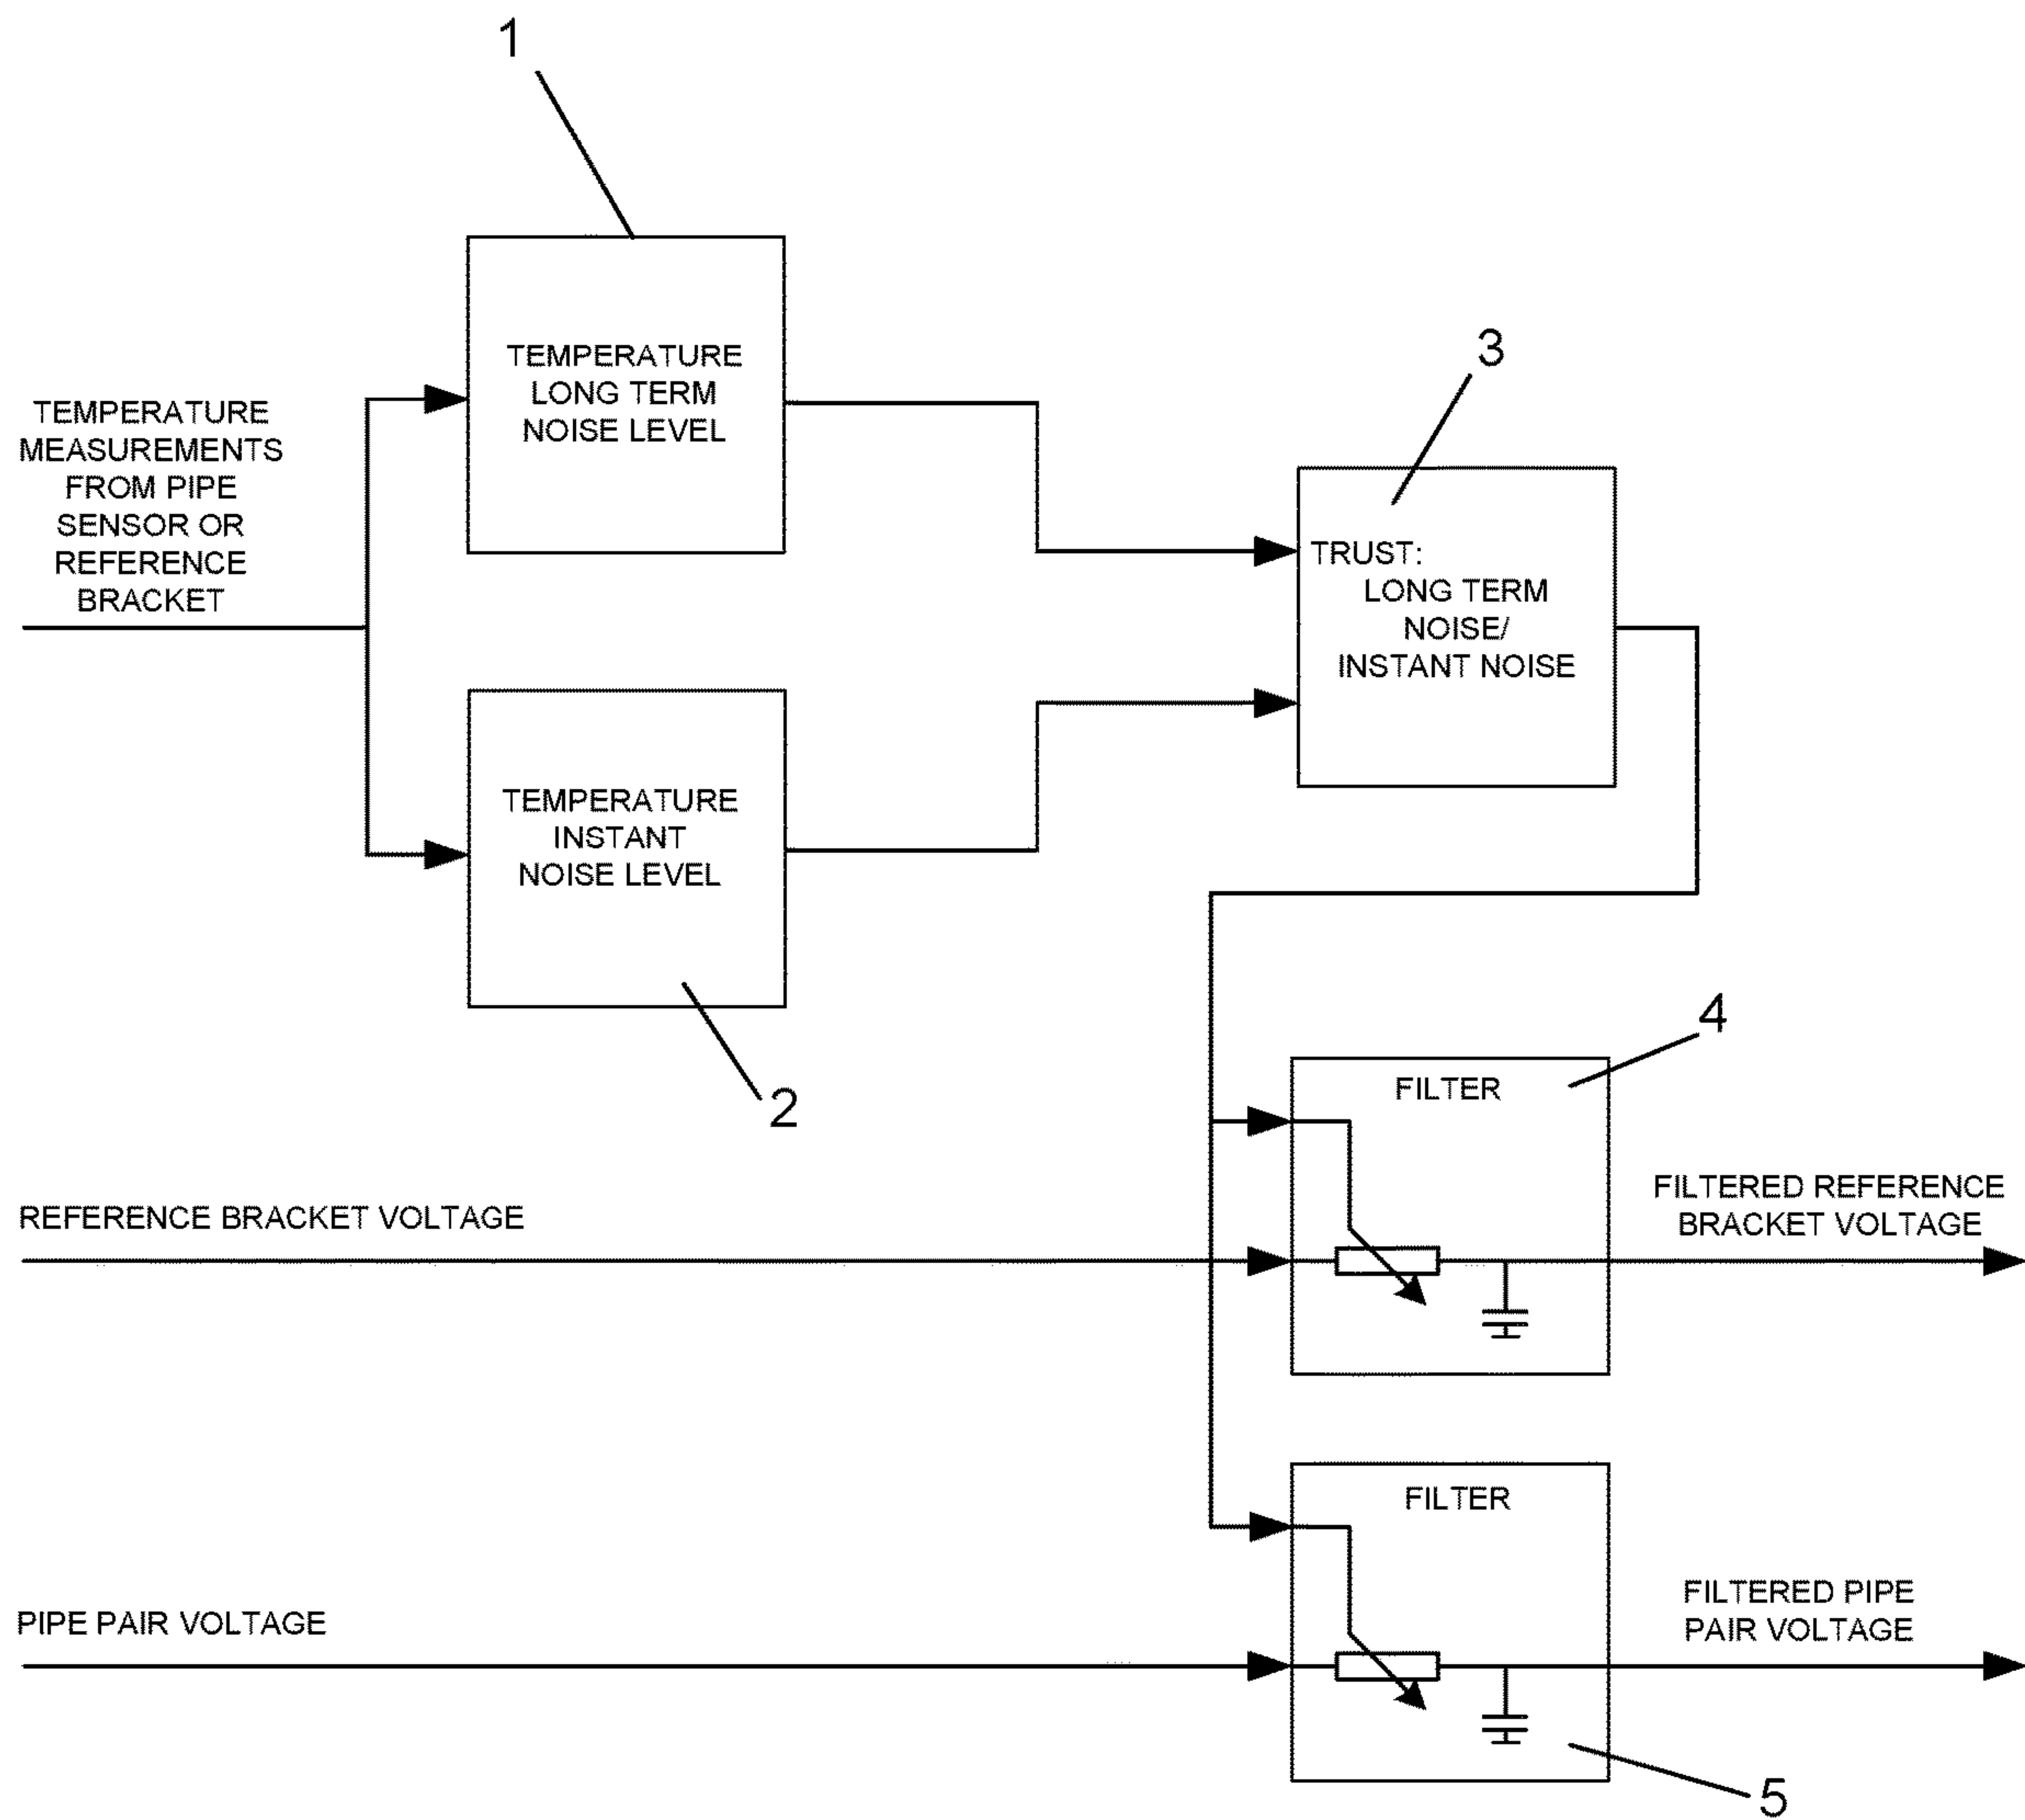 1
TEMPERATURE
LONG TERM
NOISE LEVEL
3
TEMPERATURE
MEASUREMENTS
FROM PIPE
SENSOR OR
REFERENCE
BRACKET
TRUST:
LONG TERM
NOISE/
INSTANT NOISE
TEMPERATURE
INSTANT
NOISE LEVEL
2
4
FILTER
REFERENCE BRACKET VOLTAGE
FILTERED REFERENCE
BRACKET VOLTAGE
FILTER
PIPE PAIR VOLTAGE
FILTERED PIPE
PAIR VOLTAGE
5